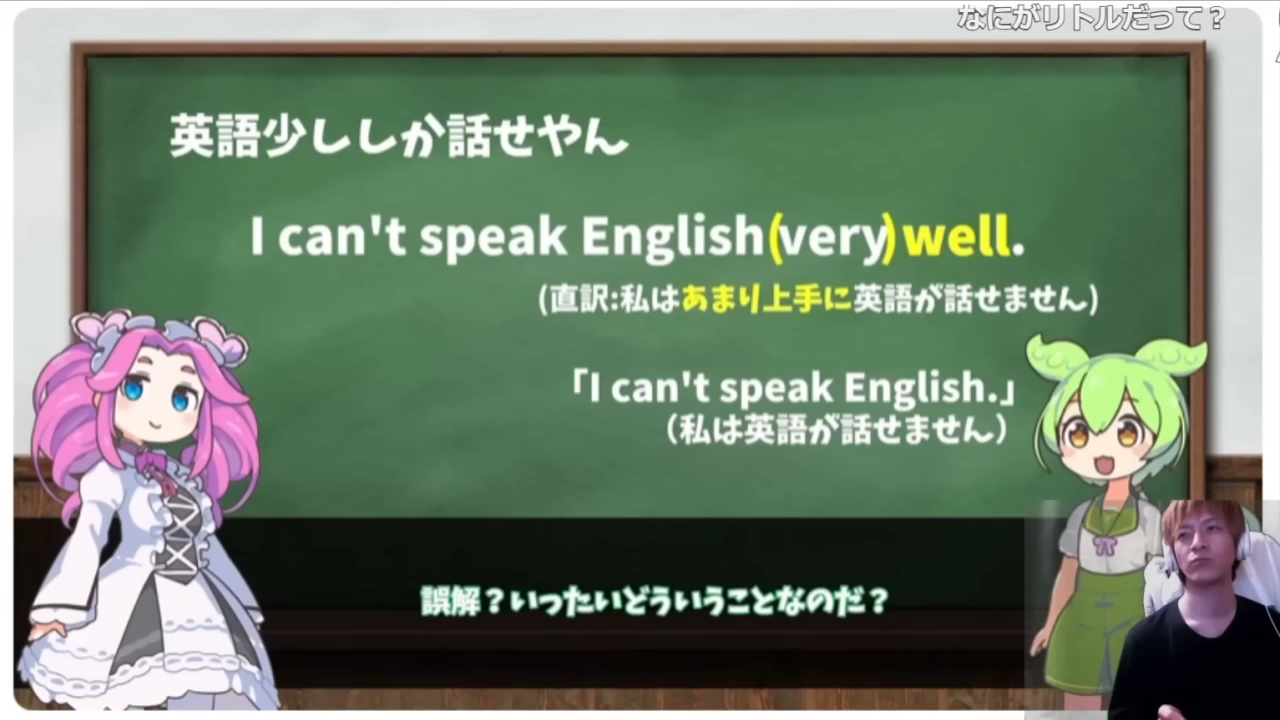 なにがリトルだって？
英語少ししか話せやん
I can't speak English(very)well.
(直訳:私はあまり上手に英語が話せません)
「I can't speak English.」
（私は英語が話せません）
誤解？いったいどういうことなのだ？